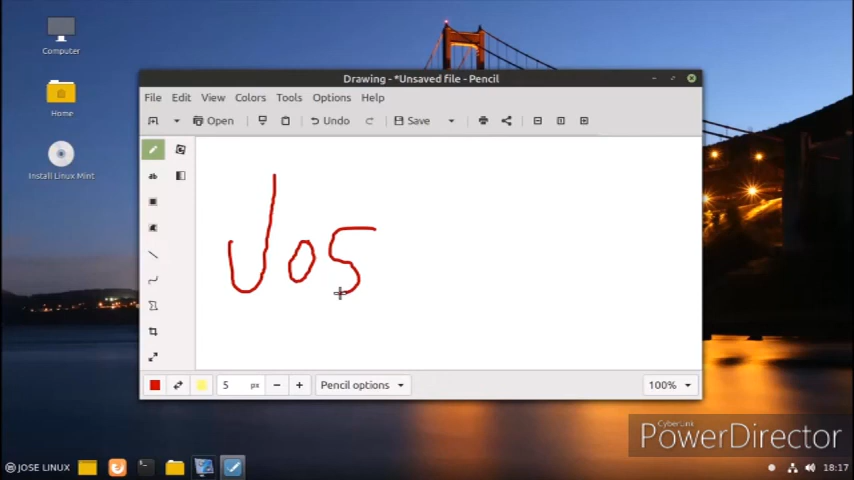 Computer
Home
Install Linux Mint
Drawing - *Unsaved file - Pencil
File Edit View Colors Tools Options Help
Open Undo Save
ab
Jos
5 px − + Pencil options 100%
CyberLink
PowerDirector
JOSE LINUX 18:17